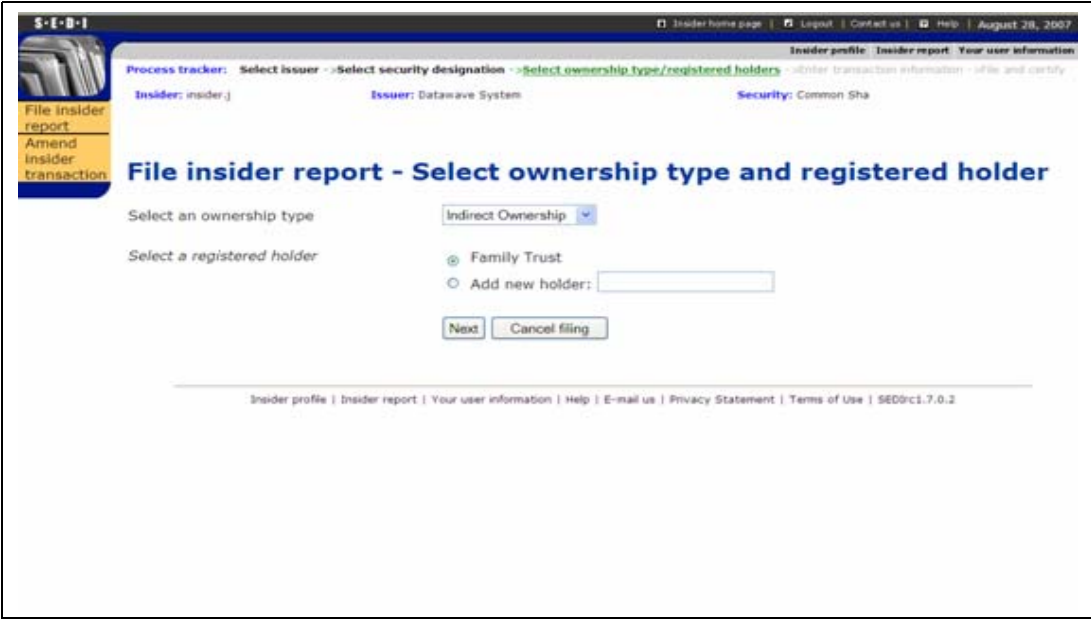 S·E·D·I
Insider home page | Logout | Contact us | Help | August 28, 2007
Insider profile Insider report Your user information
Process tracker: Select issuer ->Select security designation ->Select ownership type/registered holders ->Enter transaction information ->File and certify
Insider: insider.j Issuer: Datawave System Security: Common Sha
File insider
report
Amend
insider
transaction
File insider report - Select ownership type and registered holder
Select an ownership type Indirect Ownership
Select a registered holder Family Trust
Add new holder:
Next Cancel filing
Insider profile | Insider report | Your user information | Help | E-mail us | Privacy Statement | Terms of Use | SEDIrc1.7.0.2